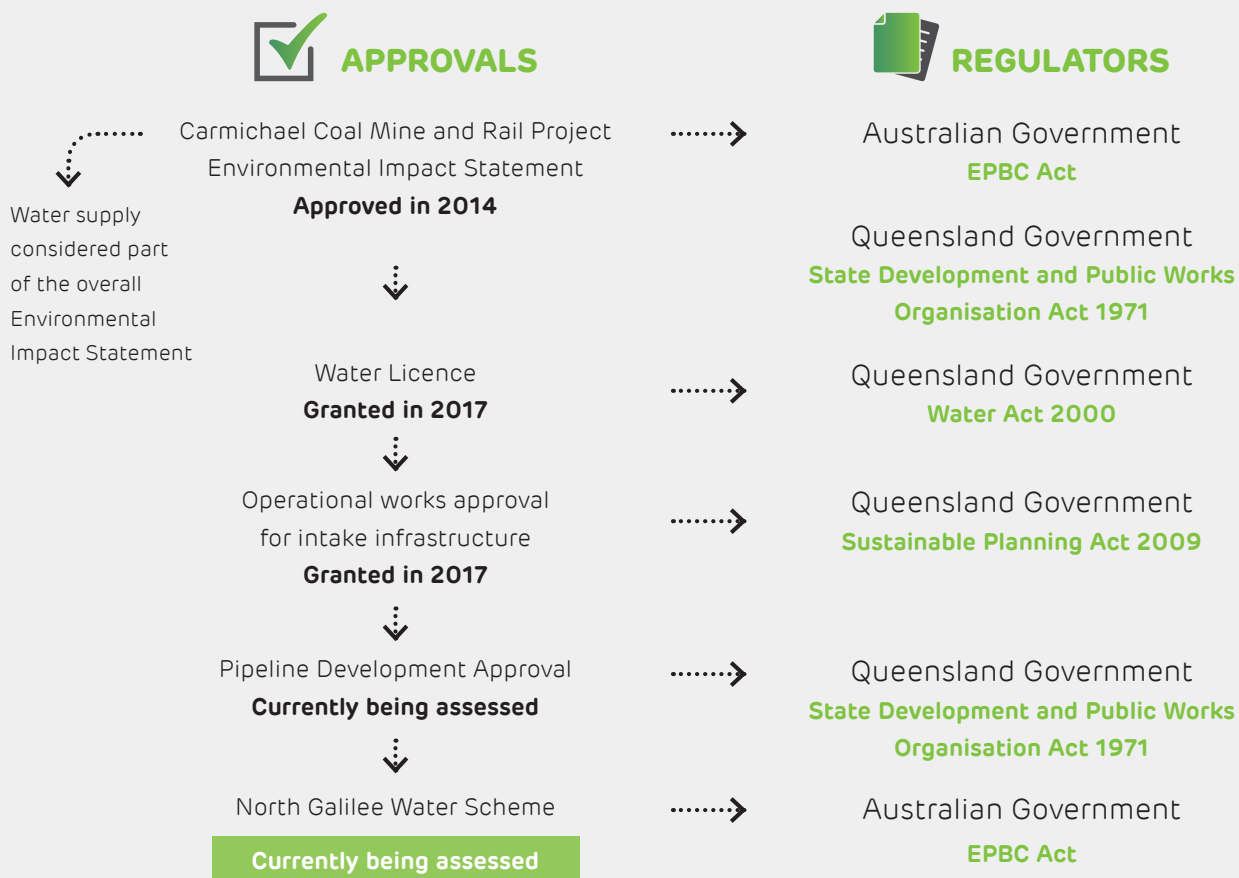 APPROVALS
REGULATORS
Carmichael Coal Mine and Rail Project
Environmental Impact Statement
Approved in 2014
Australian Government
EPBC Act
Water supply
considered part
of the overall
Environmental
Impact Statement
Queensland Government
State Development and Public Works
Organisation Act 1971
Water Licence
Granted in 2017
Queensland Government
Water Act 2000
Operational works approval
for intake infrastructure
Granted in 2017
Queensland Government
Sustainable Planning Act 2009
Pipeline Development Approval
Currently being assessed
Queensland Government
State Development and Public Works
Organisation Act 1971
North Galilee Water Scheme
Currently being assessed
Australian Government
EPBC Act